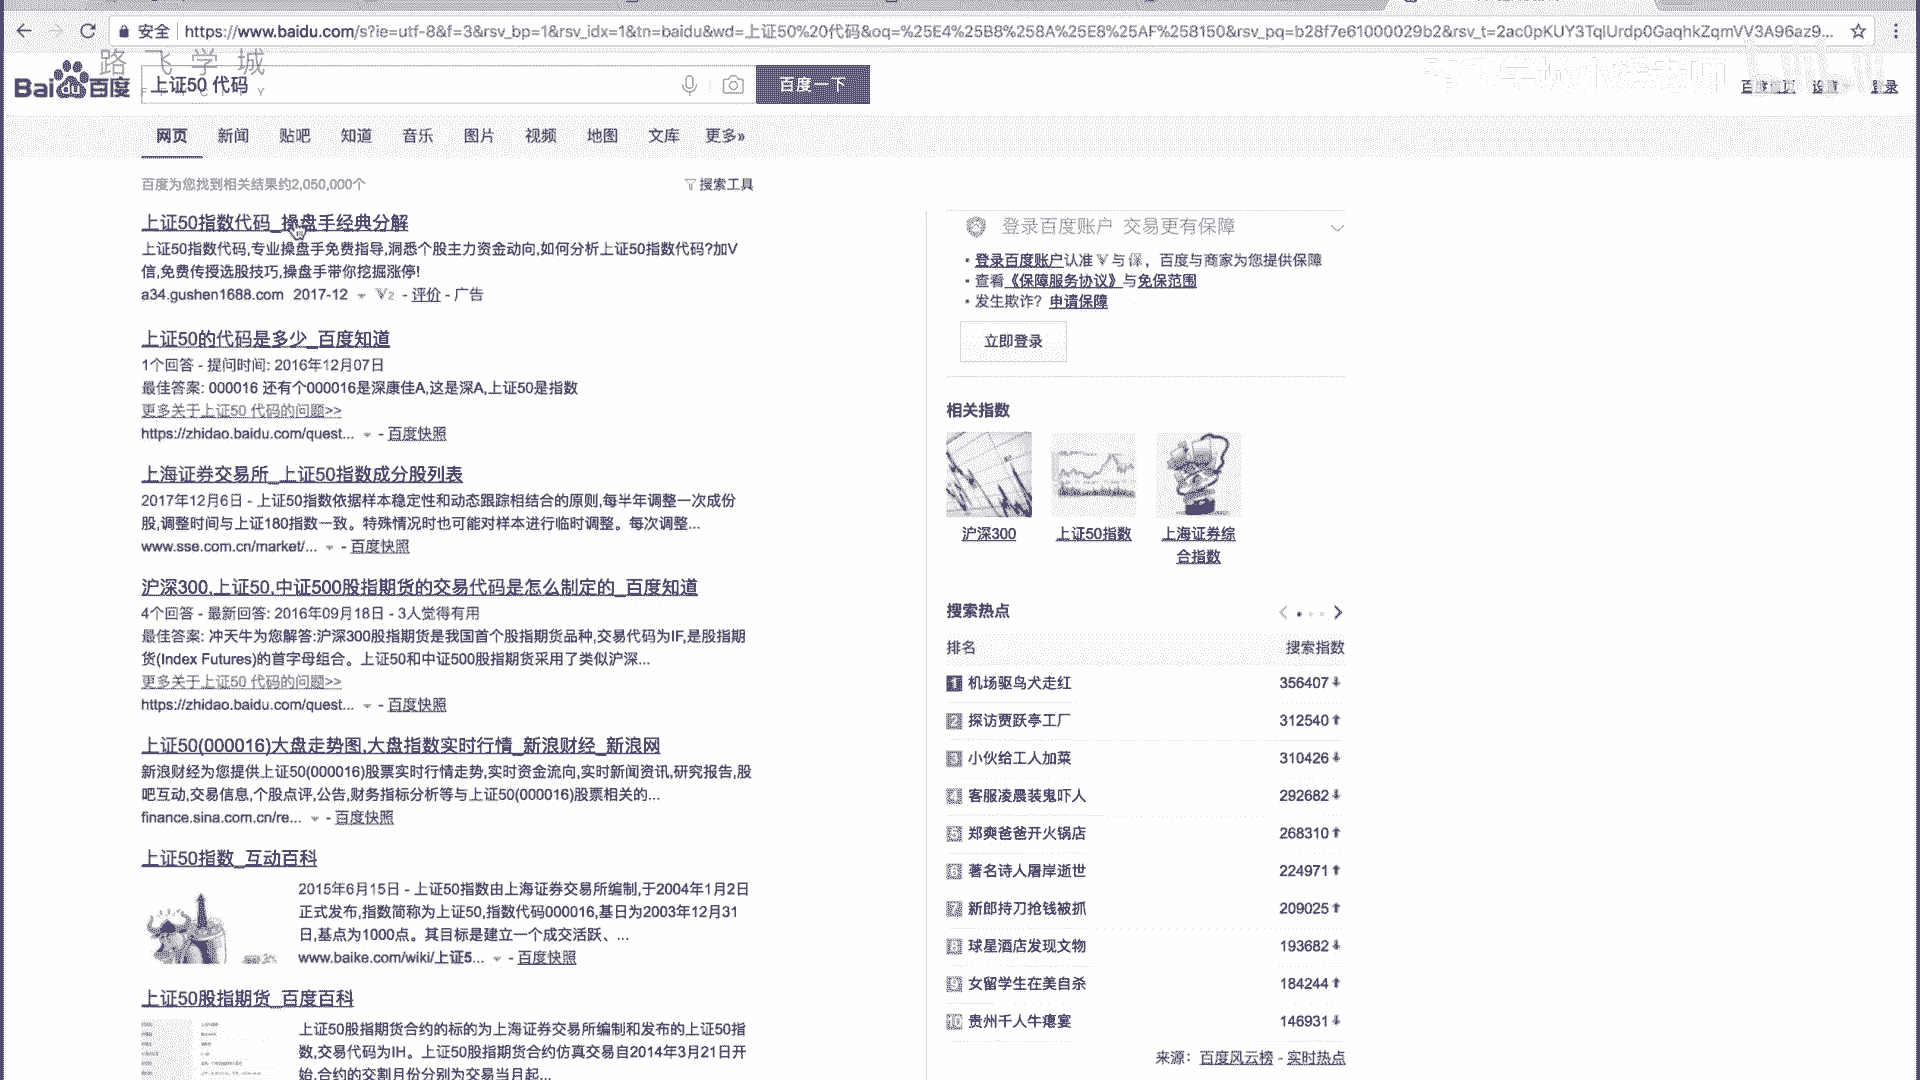 安全 https://www.baidu.com/s?ie=utf-8&f=3&rsv_bp=1&rsv_idx=1&tn=baidu&wd=上证50%20代码&oq=%25E4%25B8%258A%25E8%25AF%258150&rsv_pq=b28f7e61000029b2&rsv_t=2ac0pKUY3TqlUrdp0GaqhkZqmVV3A96az9...
路飞学城
Bai du 百度 上证50 代码 百度一下
网页 新闻 贴吧 知道 音乐 图片 视频 地图 文库 更多»
百度为您找到相关结果约2,050,000个 搜索工具
上证50指数代码_操盘手经典分解
上证50指数代码,专业操盘手免费指导,洞悉个股主力资金动向,如何分析上证50指数代码?加V
信,免费传授选股技巧,操盘手带你挖掘涨停!
a34.gushen1688.com 2017-12 V2 - 评价 - 广告
上证50的代码是多少_百度知道
1个回答 - 提问时间: 2016年12月07日
最佳答案: 000016 还有个000016是深康佳A,这是深A,上证50是指数
更多关于上证50 代码的问题>>
https://zhidao.baidu.com/quest... - 百度快照
上海证券交易所_上证50指数成分股列表
2017年12月6日 - 上证50指数依据样本稳定性和动态跟踪相结合的原则,每半年调整一次成份
股,调整时间与上证180指数一致。特殊情况时也可能对样本进行临时调整。每次调整...
www.sse.com.cn/market/... - 百度快照
沪深300,上证50,中证500股指期货的交易代码是怎么制定的_百度知道
4个回答 - 最新回答: 2016年09月18日 - 3人觉得有用
最佳答案: 冲天牛为您解答:沪深300股指期货是我国首个股指期货品种,交易代码为IF,是股指期
货(Index Futures)的首字母组合。上证50和中证500股指期货采用了类似沪深...
更多关于上证50 代码的问题>>
https://zhidao.baidu.com/quest... - 百度快照
上证50(000016)大盘走势图,大盘指数实时行情_新浪财经_新浪网
新浪财经为您提供上证50(000016)股票实时行情走势,实时资金流向,实时新闻资讯,研究报告,股
吧互动,交易信息,个股点评,公告,财务指标分析等与上证50(000016)股票相关的...
finance.sina.com.cn/re... - 百度快照
上证50指数_互动百科
2015年6月15日 - 上证50指数由上海证券交易所编制,于2004年1月2日
正式发布,指数简称为上证50,指数代码000016,基日为2003年12月31
日,基点为1000点。其目标是建立一个成交活跃、...
www.baike.com/wiki/上证5... - 百度快照
上证50股指期货_百度百科
上证50股指期货合约的标的为上海证券交易所编制和发布的上证50指
数,交易代码为IH。上证50股指期货合约仿真交易自2014年3月21日开
始,合约的交割月份分别为交易当月起...
登录百度账户 交易更有保障
· 登录百度账户认准 V 与 保, 百度与商家为您提供保障
· 查看《保障服务协议》与免保范围
· 发生欺诈? 申请保障
立即登录
相关指数
沪深300 上证50指数 上海证券综
合指数
搜索热点
排名 搜索指数
1 机场驱鸟犬走红 356407
2 探访贾跃亭工厂 312540
3 小伙给工人加菜 310426
4 客服凌晨装鬼吓人 292682
5 郑爽爸爸开火锅店 268310
6 著名诗人屠岸逝世 224971
7 新郎持刀抢钱被抓 209025
8 球星酒店发现文物 193682
9 女留学生在美自杀 184244
10 贵州千人牛瘪宴 146931
来源: 百度风云榜 - 实时热点